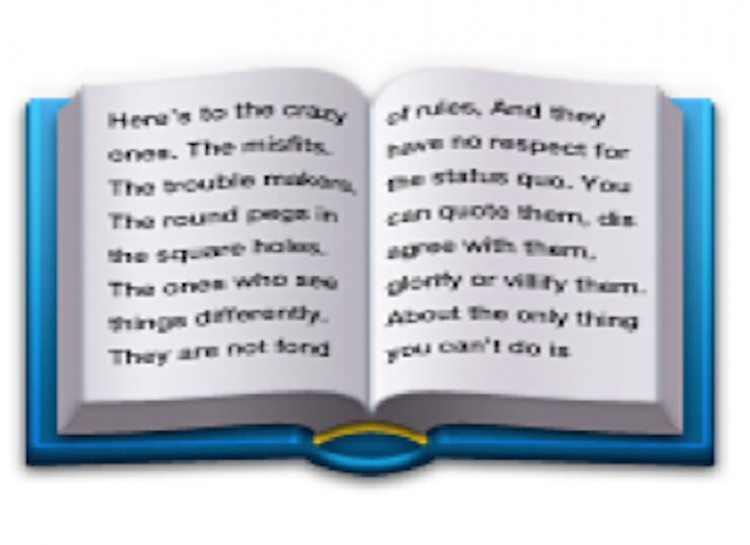 Here's to the crazy
ones. The misfits.
The trouble makers,
The round pegs in
the square holes.
The ones who see
things differently.
They are not fond
of rules, And they
have no respect for
the status quo. You
can quote them, dis
agree with them,
glorify or villify them.
About the only thing
you can't do is